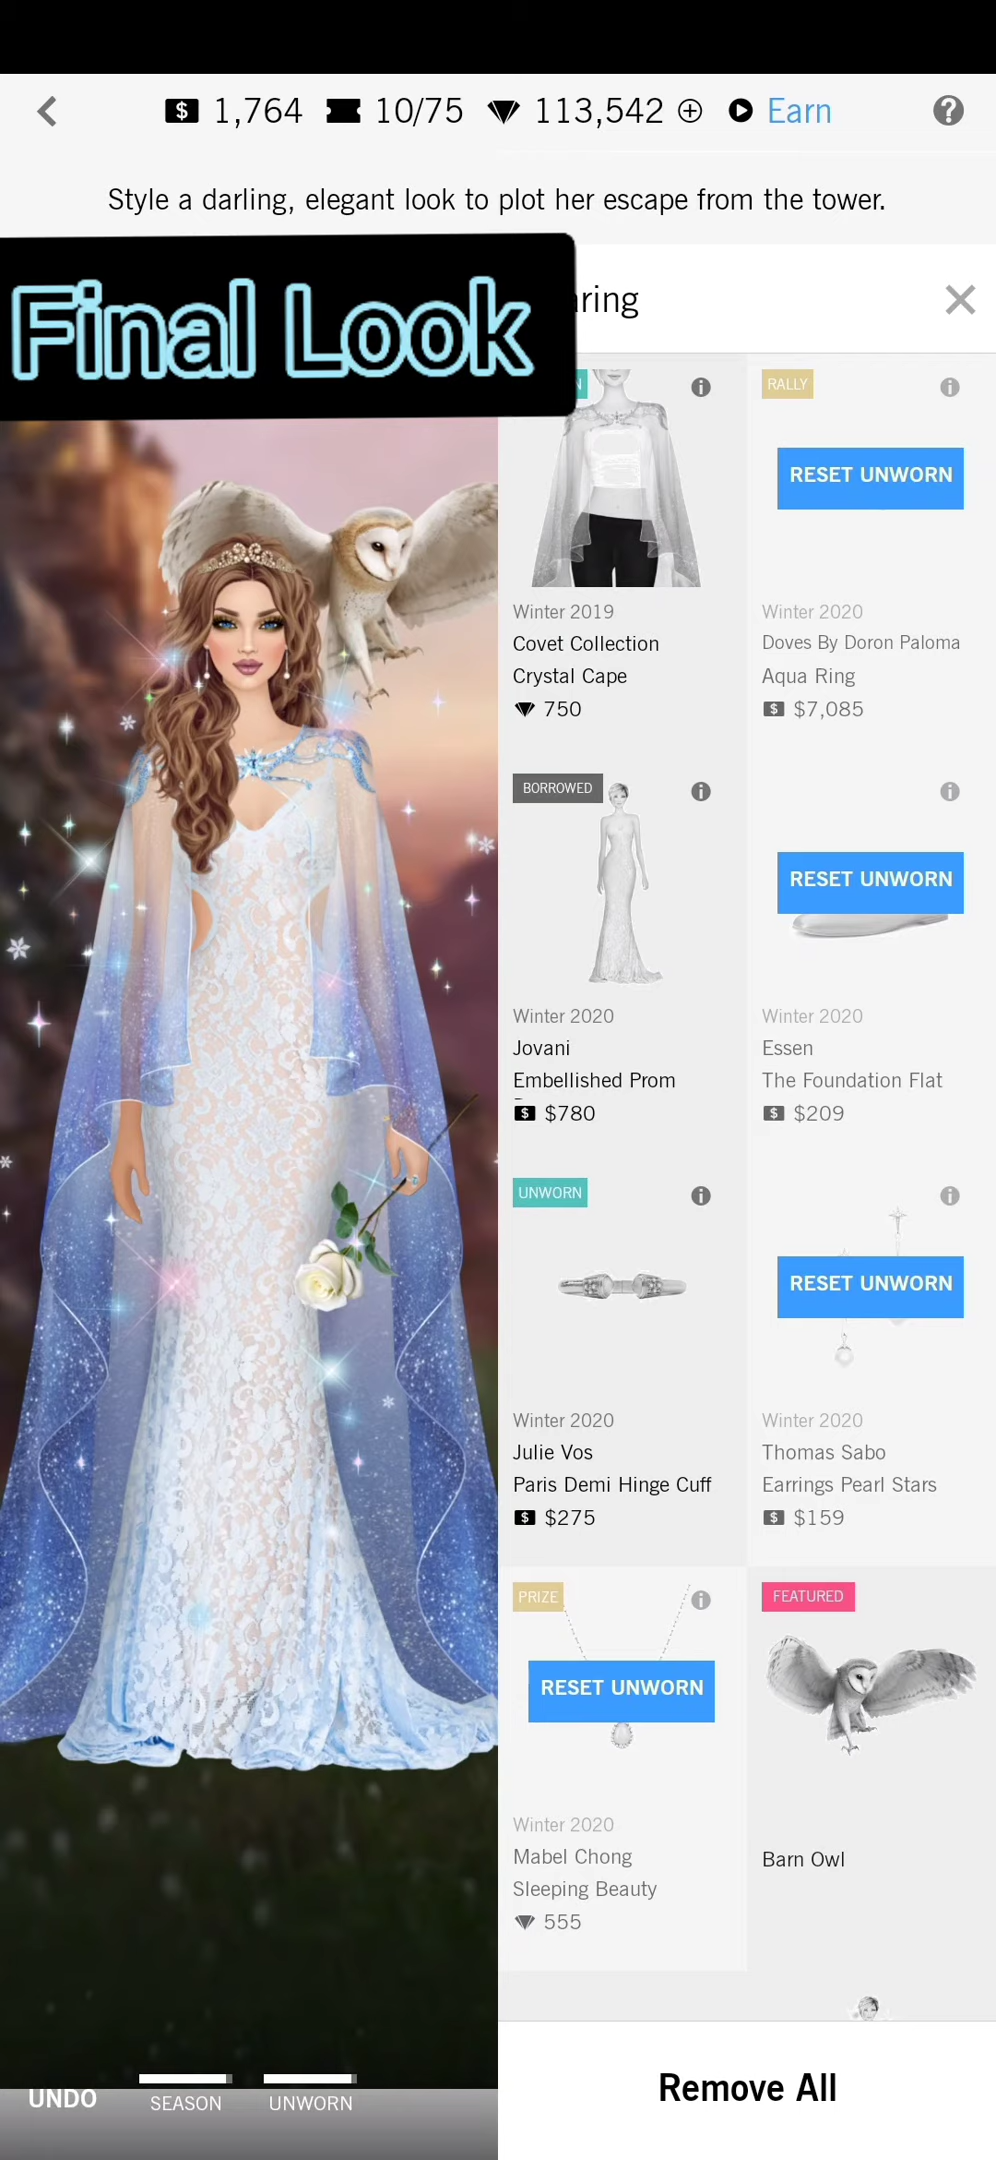 1,764 10/75 113,542 Earn
Style a darling, elegant look to plot her escape from the tower.
Final Look
aring
N
RALLY
RESET UNWORN
Winter 2019
Covet Collection
Crystal Cape
750
Winter 2020
Doves By Doron Paloma
Aqua Ring
$7,085
BORROWED
RESET UNWORN
Winter 2020
Jovani
Embellished Prom
$780
Winter 2020
Essen
The Foundation Flat
$209
UNWORN
RESET UNWORN
Winter 2020
Julie Vos
Paris Demi Hinge Cuff
$275
Winter 2020
Thomas Sabo
Earrings Pearl Stars
$159
PRIZE
RESET UNWORN
Winter 2020
Mabel Chong
Sleeping Beauty
555
FEATURED
Barn Owl
UNDO
SEASON
UNWORN
Remove All